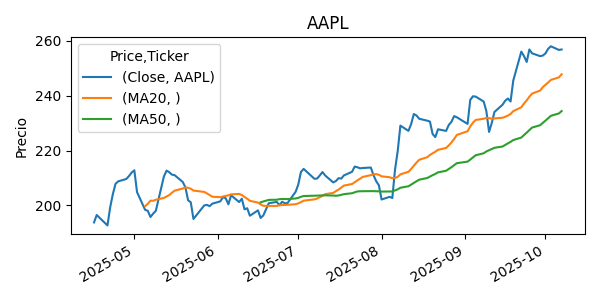 AAPL
Price,Ticker
(Close, AAPL)
(MA20, )
(MA50, )
Precio
260
240
220
200
2025-05
2025-06
2025-07
2025-08
2025-09
2025-10